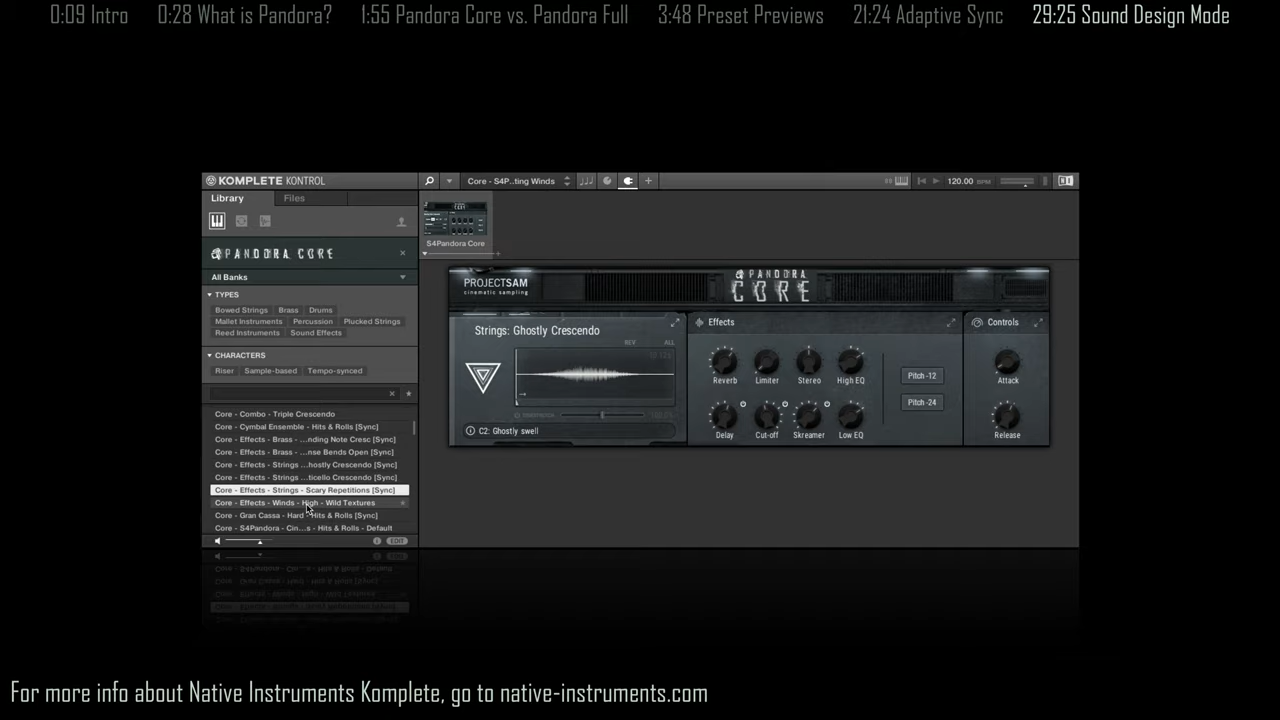 0:09 Intro
0:28 What is Pandora?
1:55 Pandora Core vs. Pandora Full
3:48 Preset Previews
21:24 Adaptive Sync
29:25 Sound Design Mode
KOMPLETE KONTROL
Core - S4P..ting Winds
120.00 BPM
Library
Files
PANDORA CORE
S4Pandora Core
All Banks
TYPES
Bowed Strings
Brass
Drums
Mallet Instruments
Percussion
Plucked Strings
Reed Instruments
Sound Effects
CHARACTERS
Riser
Sample-based
Tempo-synced
Core - Combo - Triple Crescendo
Core - Cymbal Ensemble - Hits & Rolls [Sync]
Core - Effects - Brass - ...nding Note Cresc [Sync]
Core - Effects - Brass - ...nse Bends Open [Sync]
Core - Effects - Strings ...hostly Crescendo [Sync]
Core - Effects - Strings ...ticello Crescendo [Sync]
Core - Effects - Strings - Scary Repetitions [Sync]
Core - Effects - Winds - High - Wild Textures
Core - Gran Cassa - Hard - Hits & Rolls [Sync]
Core - S4Pandora - Cin...s - Hits & Rolls - Default
EDIT
PROJECTSAM
cinematic sampling
PANDORA
CORE
Strings: Ghostly Crescendo
REV
ALL
C2: Ghostly swell
Effects
Reverb
Limiter
Stereo
High EQ
Delay
Cut-off
Skreamer
Low EQ
Pitch -12
Pitch -24
Controls
Attack
Release
For more info about Native Instruments Komplete, go to native-instruments.com